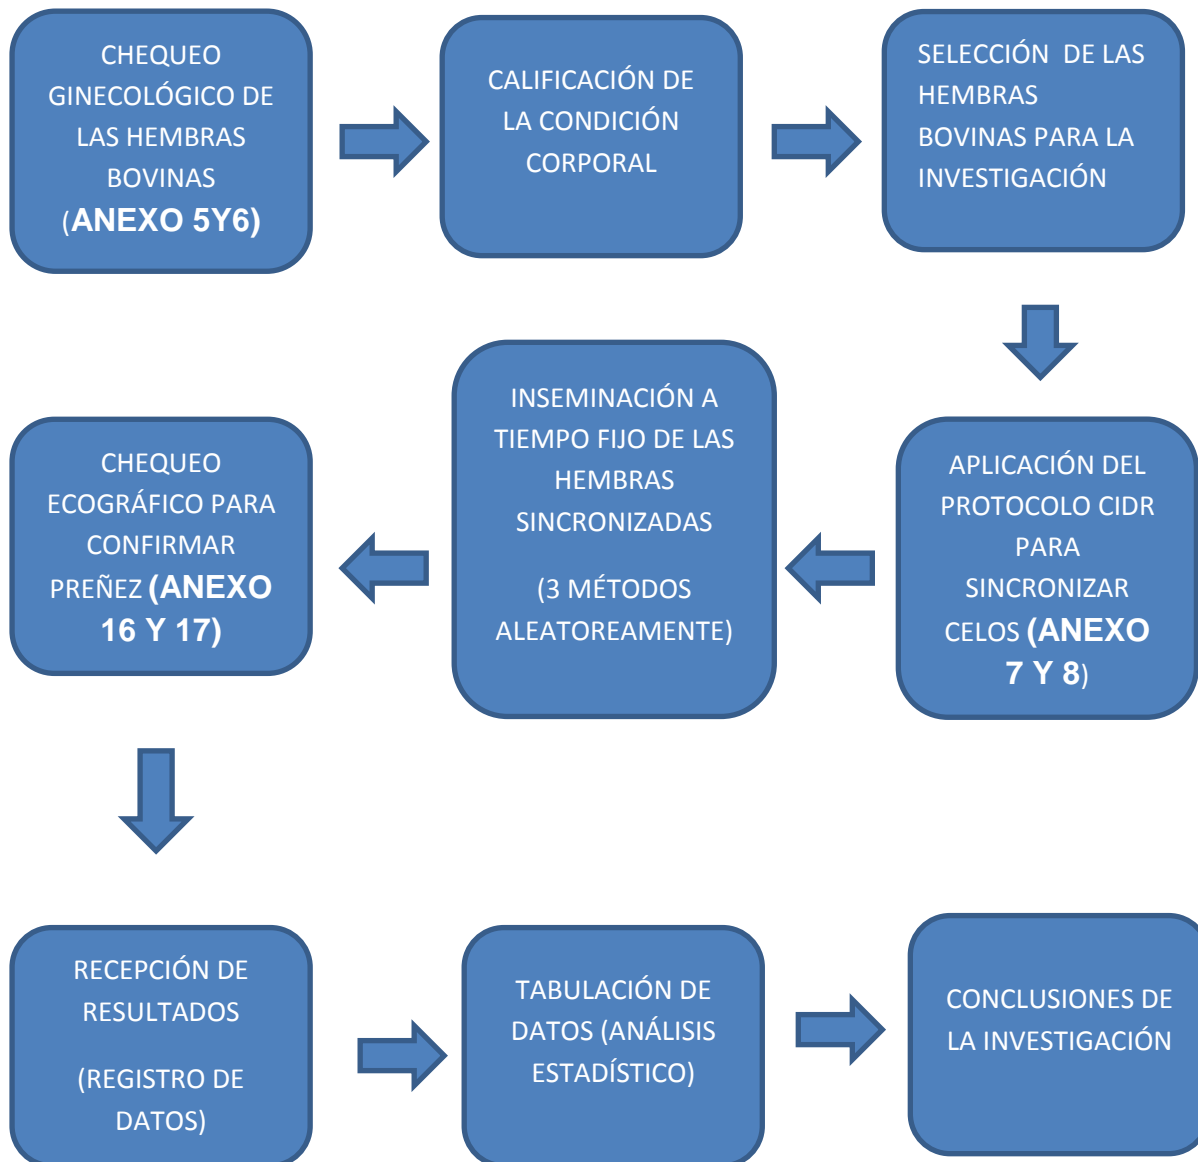 CHEQUEO
GINECOLÓGICO DE
LAS HEMBRAS
BOVINAS
(ANEXO 5Y6)
CALIFICACIÓN DE
LA CONDICIÓN
CORPORAL
SELECCIÓN DE LAS
HEMBRAS
BOVINAS PARA LA
INVESTIGACIÓN
APLICACIÓN DEL
PROTOCOLO CIDR
PARA
SINCRONIZAR
CELOS (ANEXO
7 Y 8)
INSEMINACIÓN A
TIEMPO FIJO DE LAS
HEMBRAS
SINCRONIZADAS
(3 MÉTODOS
ALEATOREAMENTE)
CHEQUEO
ECOGRÁFICO PARA
CONFIRMAR
PREÑEZ (ANEXO
16 Y 17)
RECEPCIÓN DE
RESULTADOS
(REGISTRO DE
DATOS)
TABULACIÓN DE
DATOS (ANÁLISIS
ESTADÍSTICO)
CONCLUSIONES DE
LA INVESTIGACIÓN